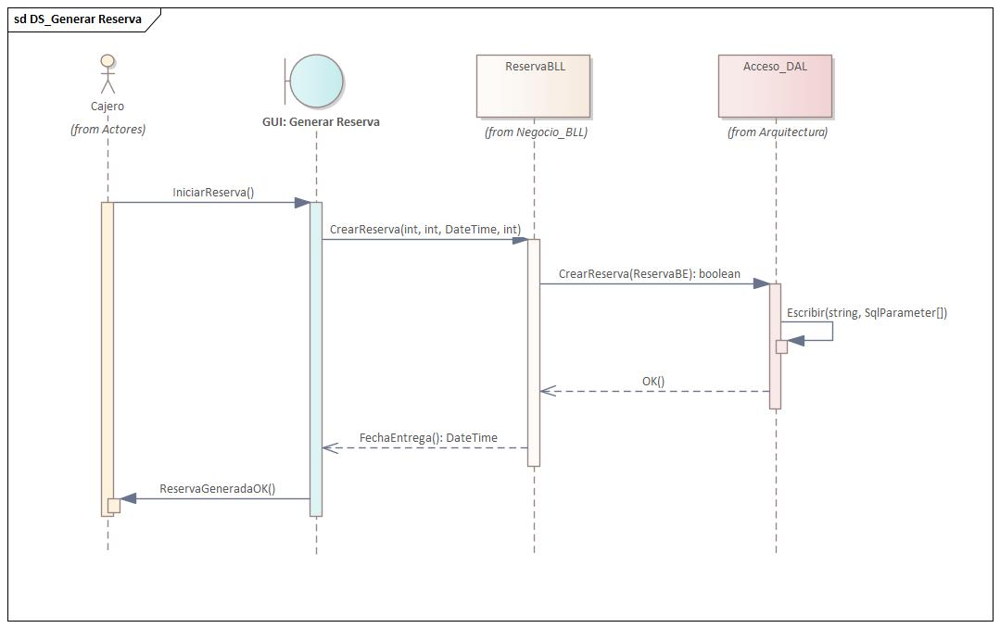 sd DS_Generar Reserva
Cajero
(from Actores)
GUI: Generar Reserva
ReservaBLL
(from Negocio_BLL)
Acceso_DAL
(from Arquitectura)
IniciarReserva()
CrearReserva(int, int, DateTime, int)
CrearReserva(ReservaBE): boolean
Escribir(string, SqlParameter[])
OK()
FechaEntrega(): DateTime
ReservaGeneradaOK()